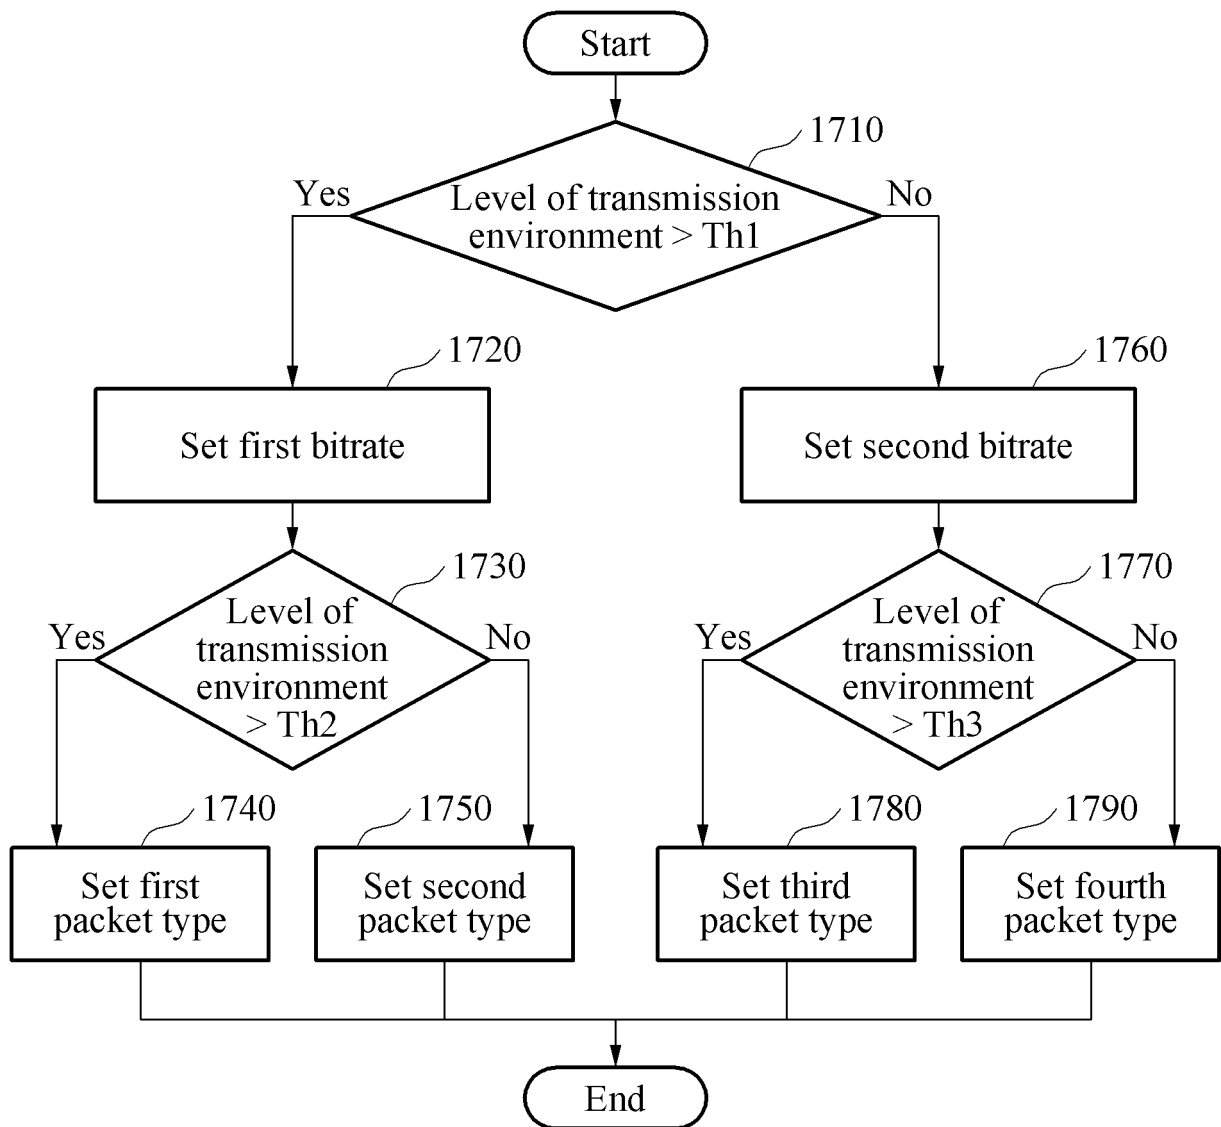 Start
1710
Yes
No
Level of transmission
environment > Th1
1720
1760
Set first bitrate
Set second bitrate
1730
1770
Yes
Level of
transmission
environment
> Th2
No
Yes
Level of
transmission
environment
> Th3
No
1740
1750
1780
1790
Set first
packet type
Set second
packet type
Set third
packet type
Set fourth
packet type
End